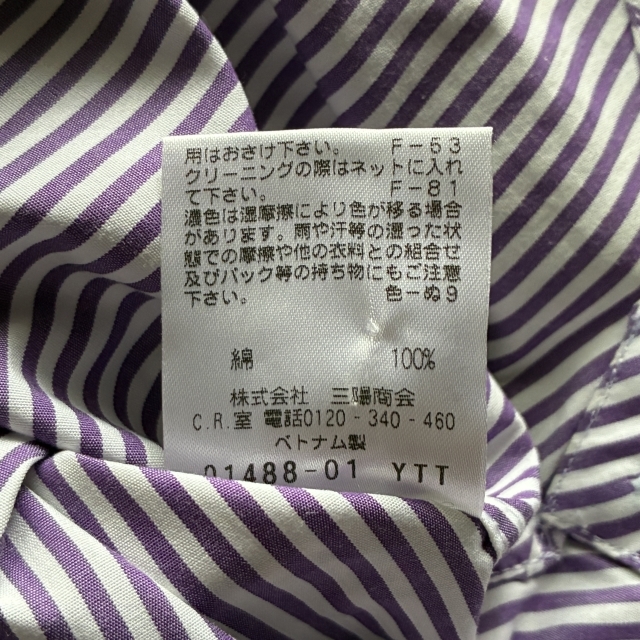 用はおさけ下さい。 F-53
クリーニングの際はネットに入れ
て下さい。 F-81
濃色は湿摩擦により色が移る場合
があります。雨や汗等の湿った状
態での摩擦や他の衣料との組合せ
及びバック等の持ち物にもご注意
下さい。 色-ぬ9
綿 100%
株式会社 三陽商会
C.R.室 電話0120-340-460
ベトナム製
01488-01 YTT